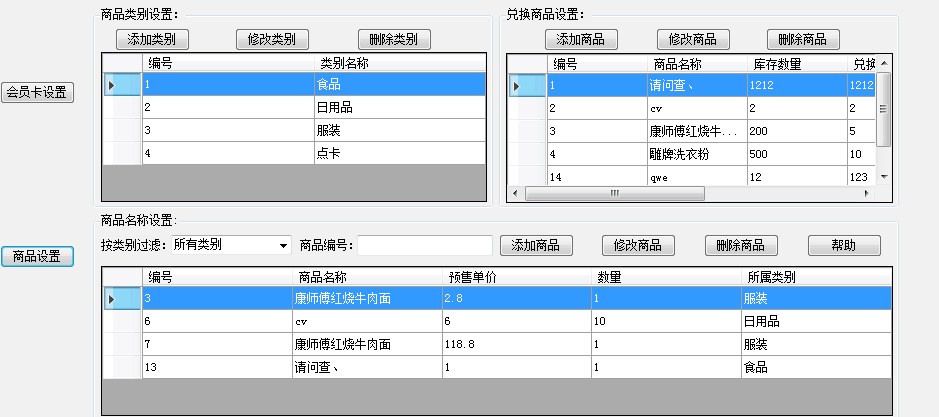 商品类别设置：
添加类别 修改类别 删除类别
编号 类别名称
1 食品
2 日用品
3 服装
4 点卡
兑换商品设置：
添加商品 修改商品 删除商品
编号 商品名称 库存数量 兑换
1 请问查、 1212 1212
2 cv 2 2
3 康师傅红烧牛... 200 5
4 雕牌洗衣粉 500 10
14 qwe 12 123
会员卡设置
商品设置
商品名称设置：
按类别过滤：所有类别 商品编号： 添加商品 修改商品 删除商品 帮助
编号 商品名称 预售单价 数量 所属类别
3 康师傅红烧牛肉面 2.8 1 服装
6 cv 6 10 日用品
7 康师傅红烧牛肉面 118.8 1 服装
13 请问查、 1 1 食品